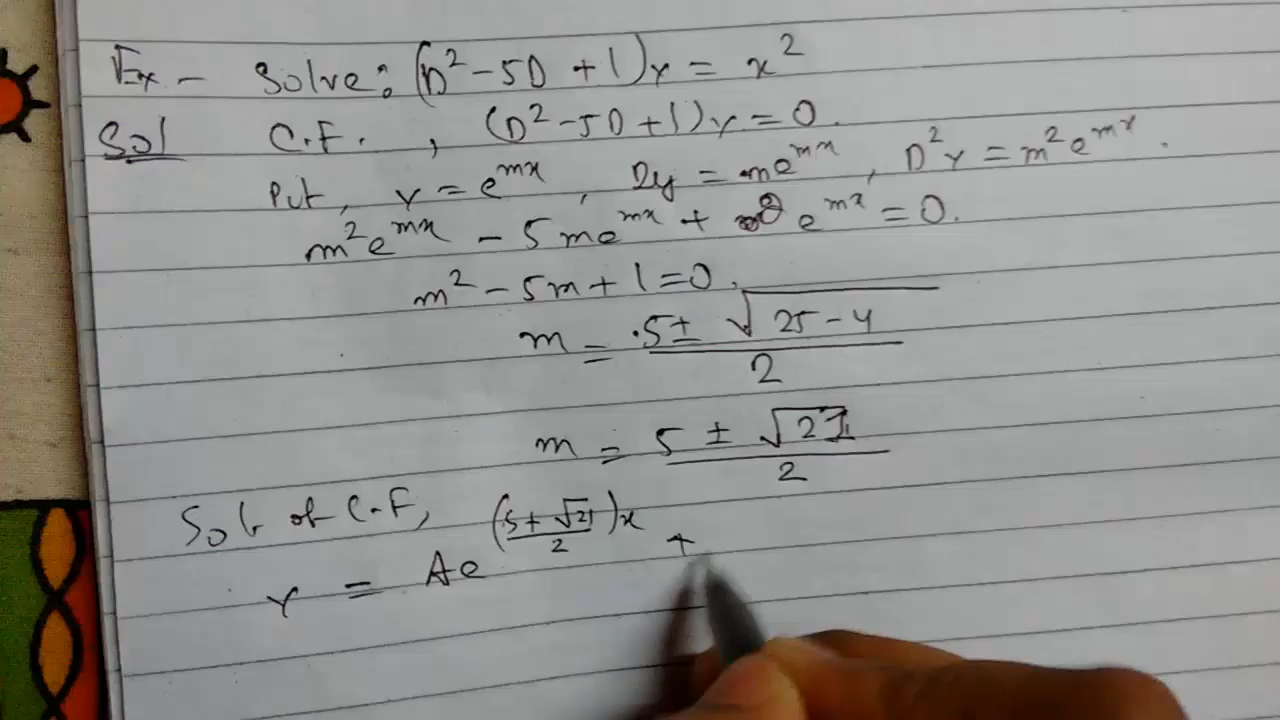 Ex - Solve: (D² - 5D + 1)y = x²
Sol C.F. , (D² - 5D + 1)y = 0.
Put, y = e^{mx}, Dy = me^{mx}, D²y = m²e^{mx}.
m²e^{mx} - 5me^{mx} + e^{mx} = 0.
m² - 5m + 1 = 0.
m = 5 ± √(25 - 4) / 2
m = 5 ± √21 / 2
Sol of C.F,
y = Ae^{((5 + √21)/2)x} +